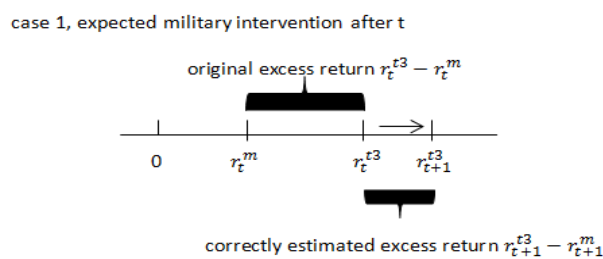 case 1, expected military intervention after t
original excess return r_t^{t3} − r_t^m
0 r_t^m r_t^{t3} r_{t+1}^{t3}
correctly estimated excess return r_{t+1}^{t3} − r_{t+1}^m